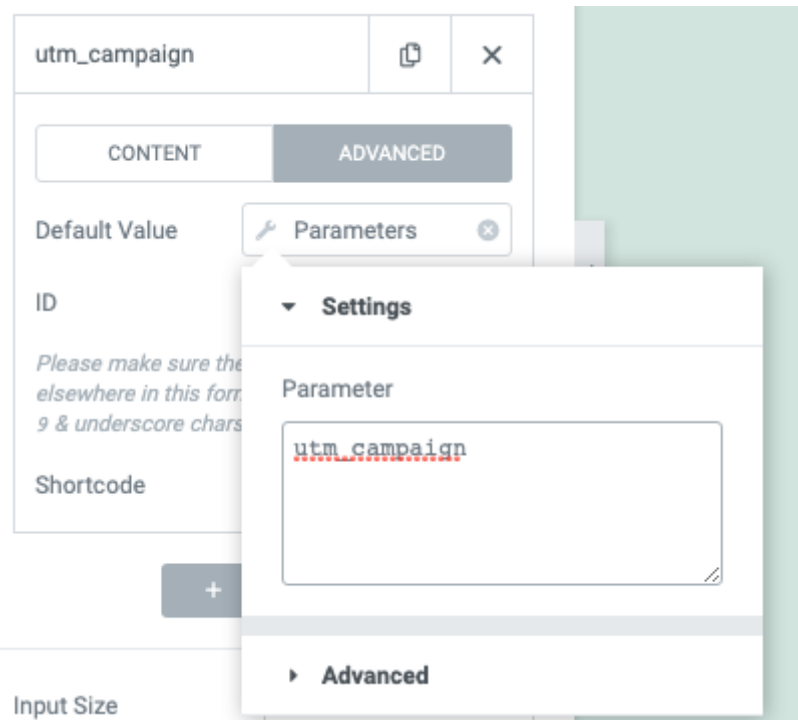 utm_campaign
CONTENT
ADVANCED
Default Value
Parameters
ID
Settings
Please make sure the
elsewhere in this
9 & underscore chars
Parameter
utm_campaign
Shortcode
+
Advanced
Input Size